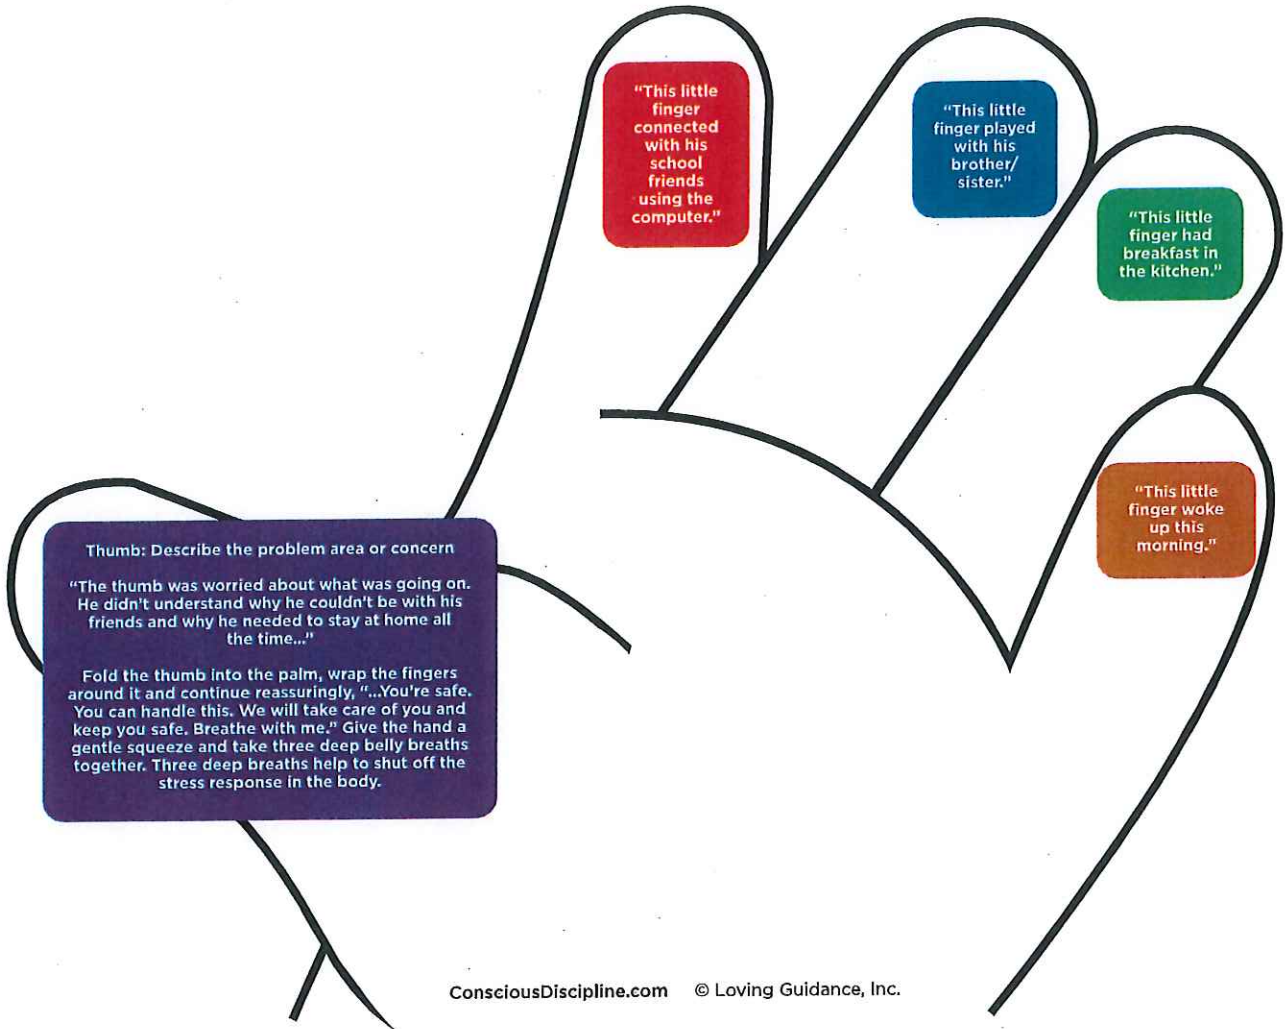 "This little
finger
connected
with his
school
friends
using the
computer."
"This little
finger played
with his
brother/
sister."
"This little
finger had
breakfast in
the kitchen."
"This little
finger woke
up this
morning."
Thumb: Describe the problem area or concern
"The thumb was worried about what was going on.
He didn't understand why he couldn't be with his
friends and why he needed to stay at home all
the time..."
Fold the thumb into the palm, wrap the fingers
around it and continue reassuringly, "...You're safe.
You can handle this. We will take care of you and
keep you safe. Breathe with me." Give the hand a
gentle squeeze and take three deep belly breaths
together. Three deep breaths help to shut off the
stress response in the body.
ConsciousDiscipline.com © Loving Guidance, Inc.